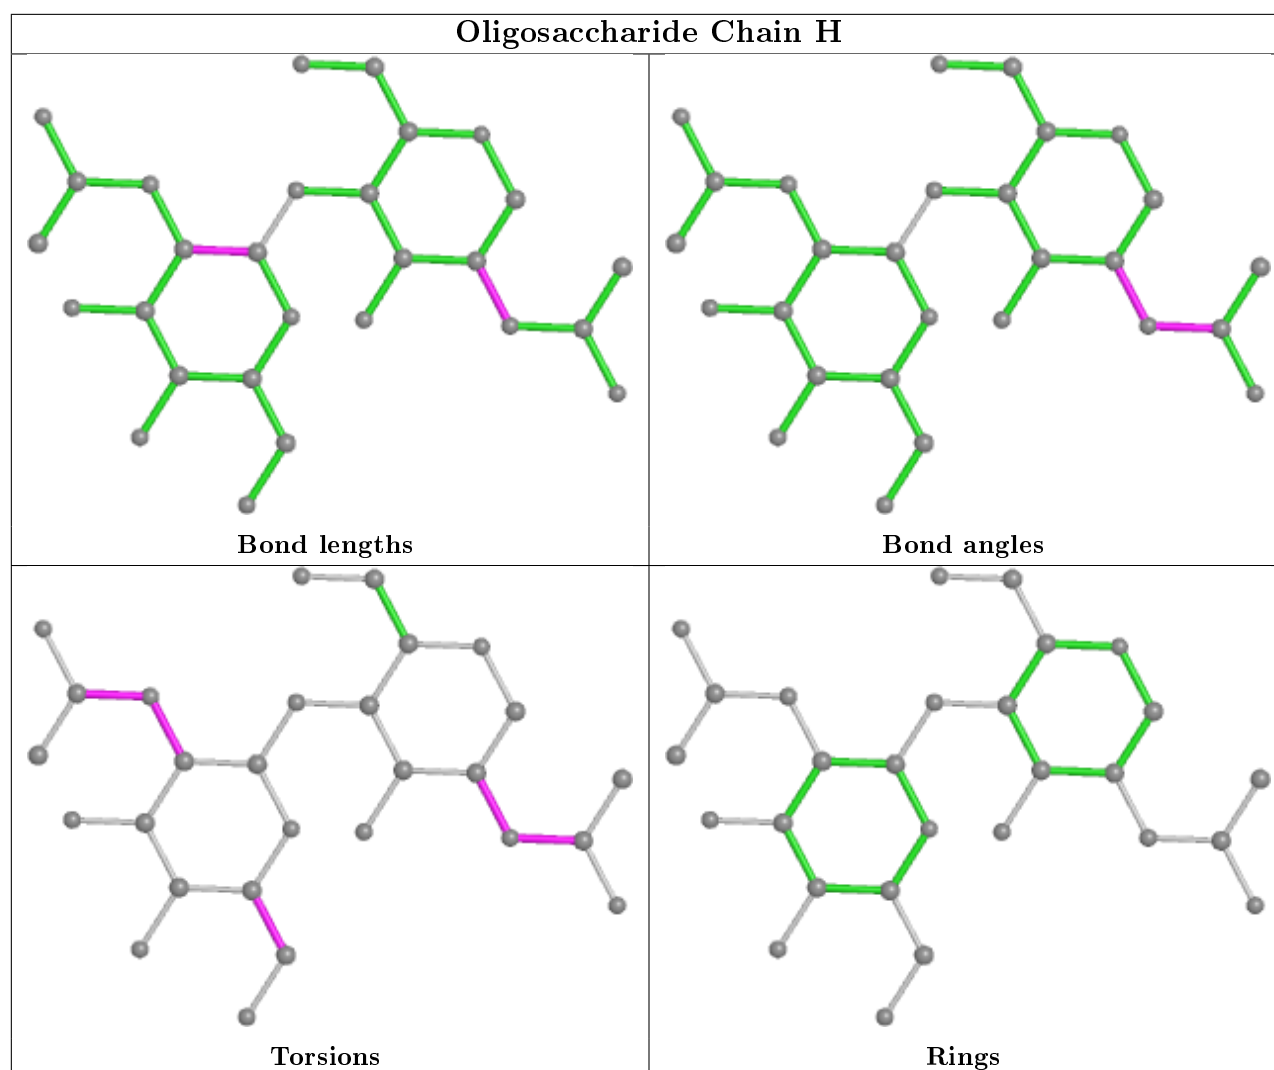 Oligosaccharide Chain H
Bond lengths
Bond angles
Torsions
Rings